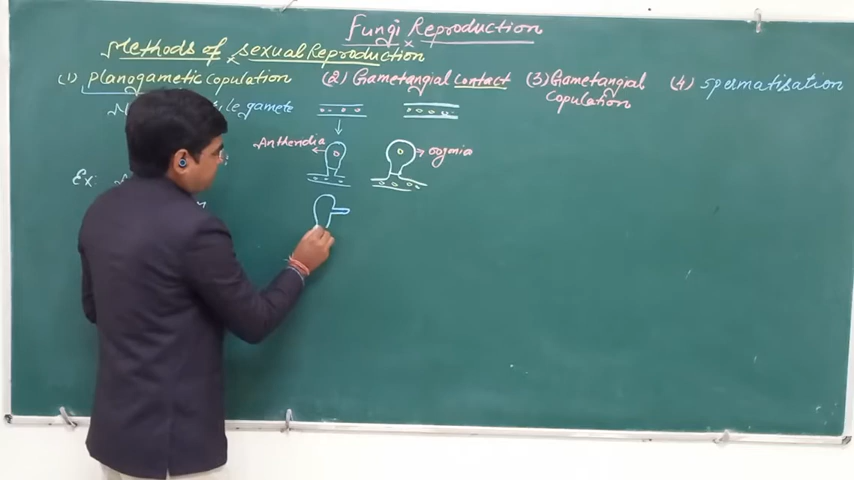 Fungi Reproduction
Methods of sexual Reproduction
(1) planogametic copulation
(2) Gametangial contact
(3) Gametangial
copulation
(4) spermatisation
gamete
Antheridia
oogonia
Ex: